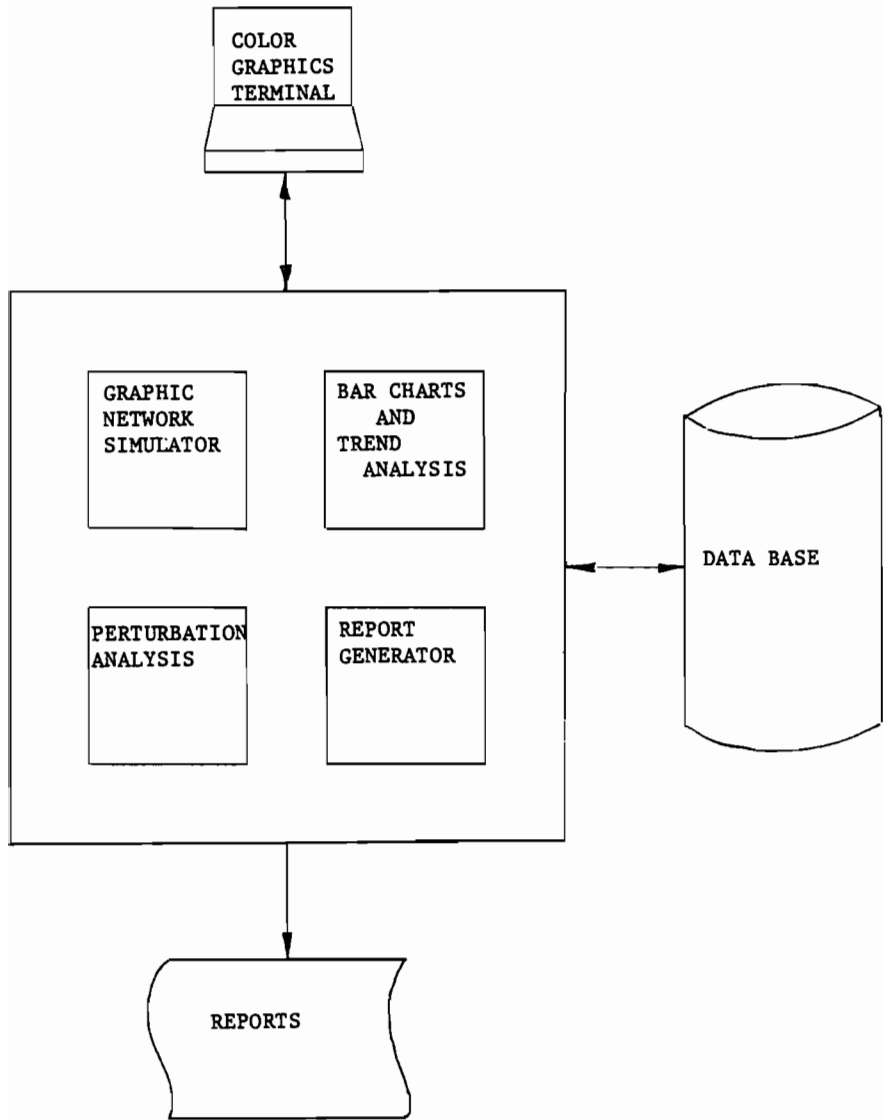 COLOR
GRAPHICS
TERMINAL
GRAPHIC
NETWORK
SIMULATOR
BAR CHARTS
AND
TREND
ANALYSIS
DATA BASE
PERTURBATION
ANALYSIS
REPORT
GENERATOR
REPORTS